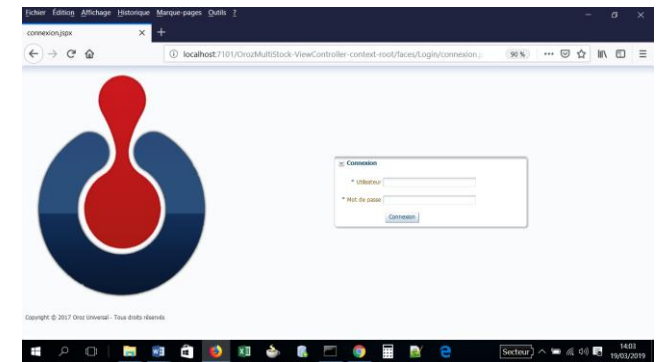 Fichier Édition Affichage Historique Marque-pages Outils ?
connexion.jspx
localhost:7101/OrozMultiStock-ViewController-context-root/faces/Login/connexion.j
90 %
Connexion
* Utilisateur
* Mot de passe
Connexion
Copyright © 2017 Oroz Universal - Tous droits réservés
Secteur
14:03
19/03/2019